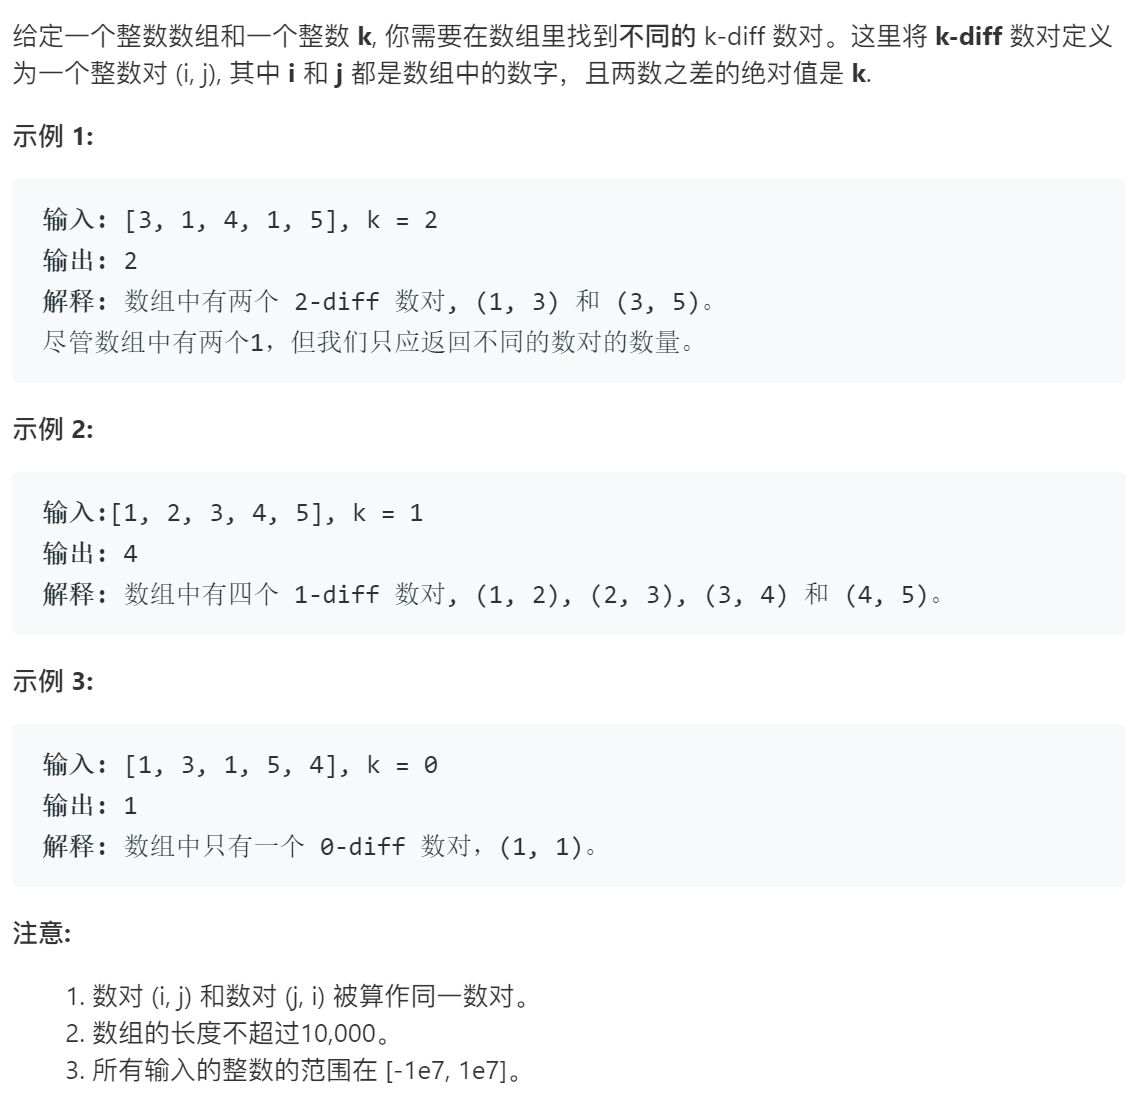 给定一个整数数组和一个整数 k, 你需要在数组里找到不同的 k-diff 数对。这里将 k-diff 数对定义
为一个整数对 (i, j), 其中 i 和 j 都是数组中的数字，且两数之差的绝对值是 k.
示例 1:
输入: [3, 1, 4, 1, 5], k = 2
输出: 2
解释: 数组中有两个 2-diff 数对, (1, 3) 和 (3, 5)。
尽管数组中有两个1，但我们只应返回不同的数对的数量。
示例 2:
输入:[1, 2, 3, 4, 5], k = 1
输出: 4
解释: 数组中有四个 1-diff 数对, (1, 2), (2, 3), (3, 4) 和 (4, 5)。
示例 3:
输入: [1, 3, 1, 5, 4], k = 0
输出: 1
解释: 数组中只有一个 0-diff 数对，(1, 1)。
注意:
1. 数对 (i, j) 和数对 (j, i) 被算作同一数对。
2. 数组的长度不超过10,000。
3. 所有输入的整数的范围在 [-1e7, 1e7]。